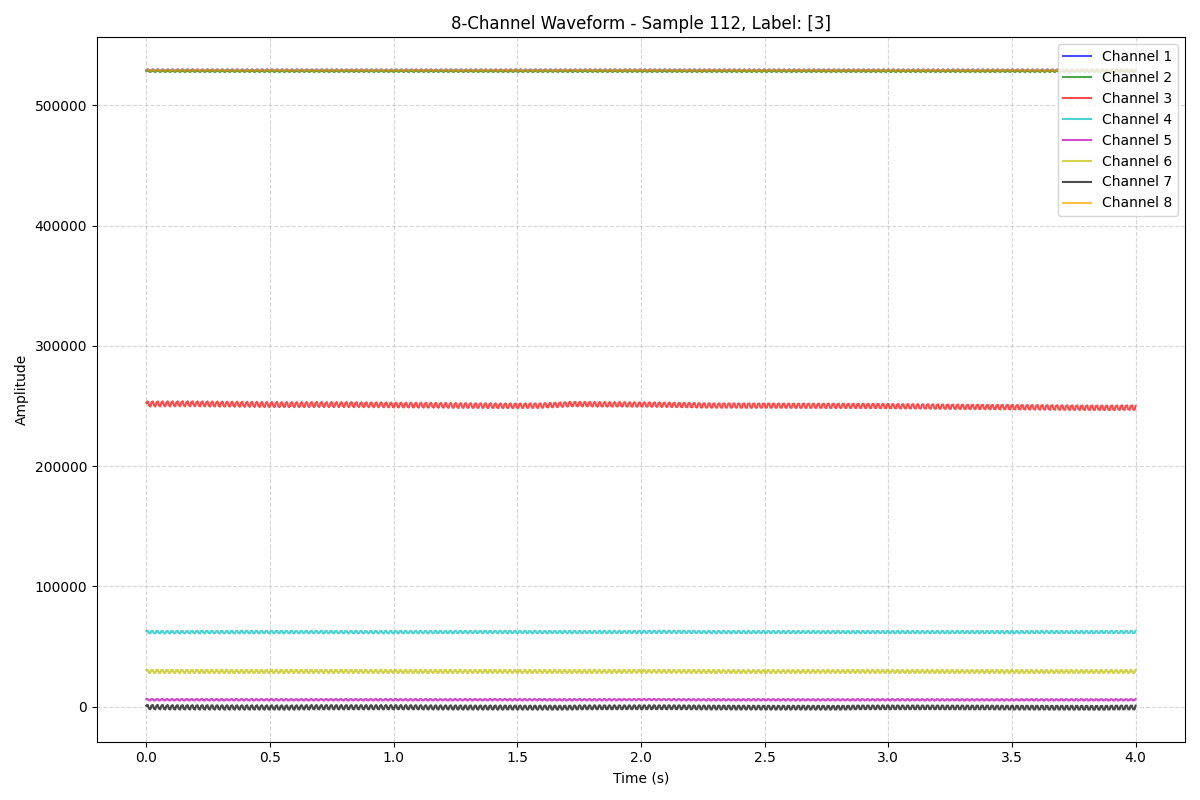 8-Channel Waveform - Sample 112, Label: [3]
Channel 1
Channel 2
Channel 3
Channel 4
Channel 5
Channel 6
Channel 7
Channel 8
500000
400000
300000
200000
100000
0
Amplitude
0.0 0.5 1.0 1.5 2.0 2.5 3.0 3.5 4.0
Time (s)